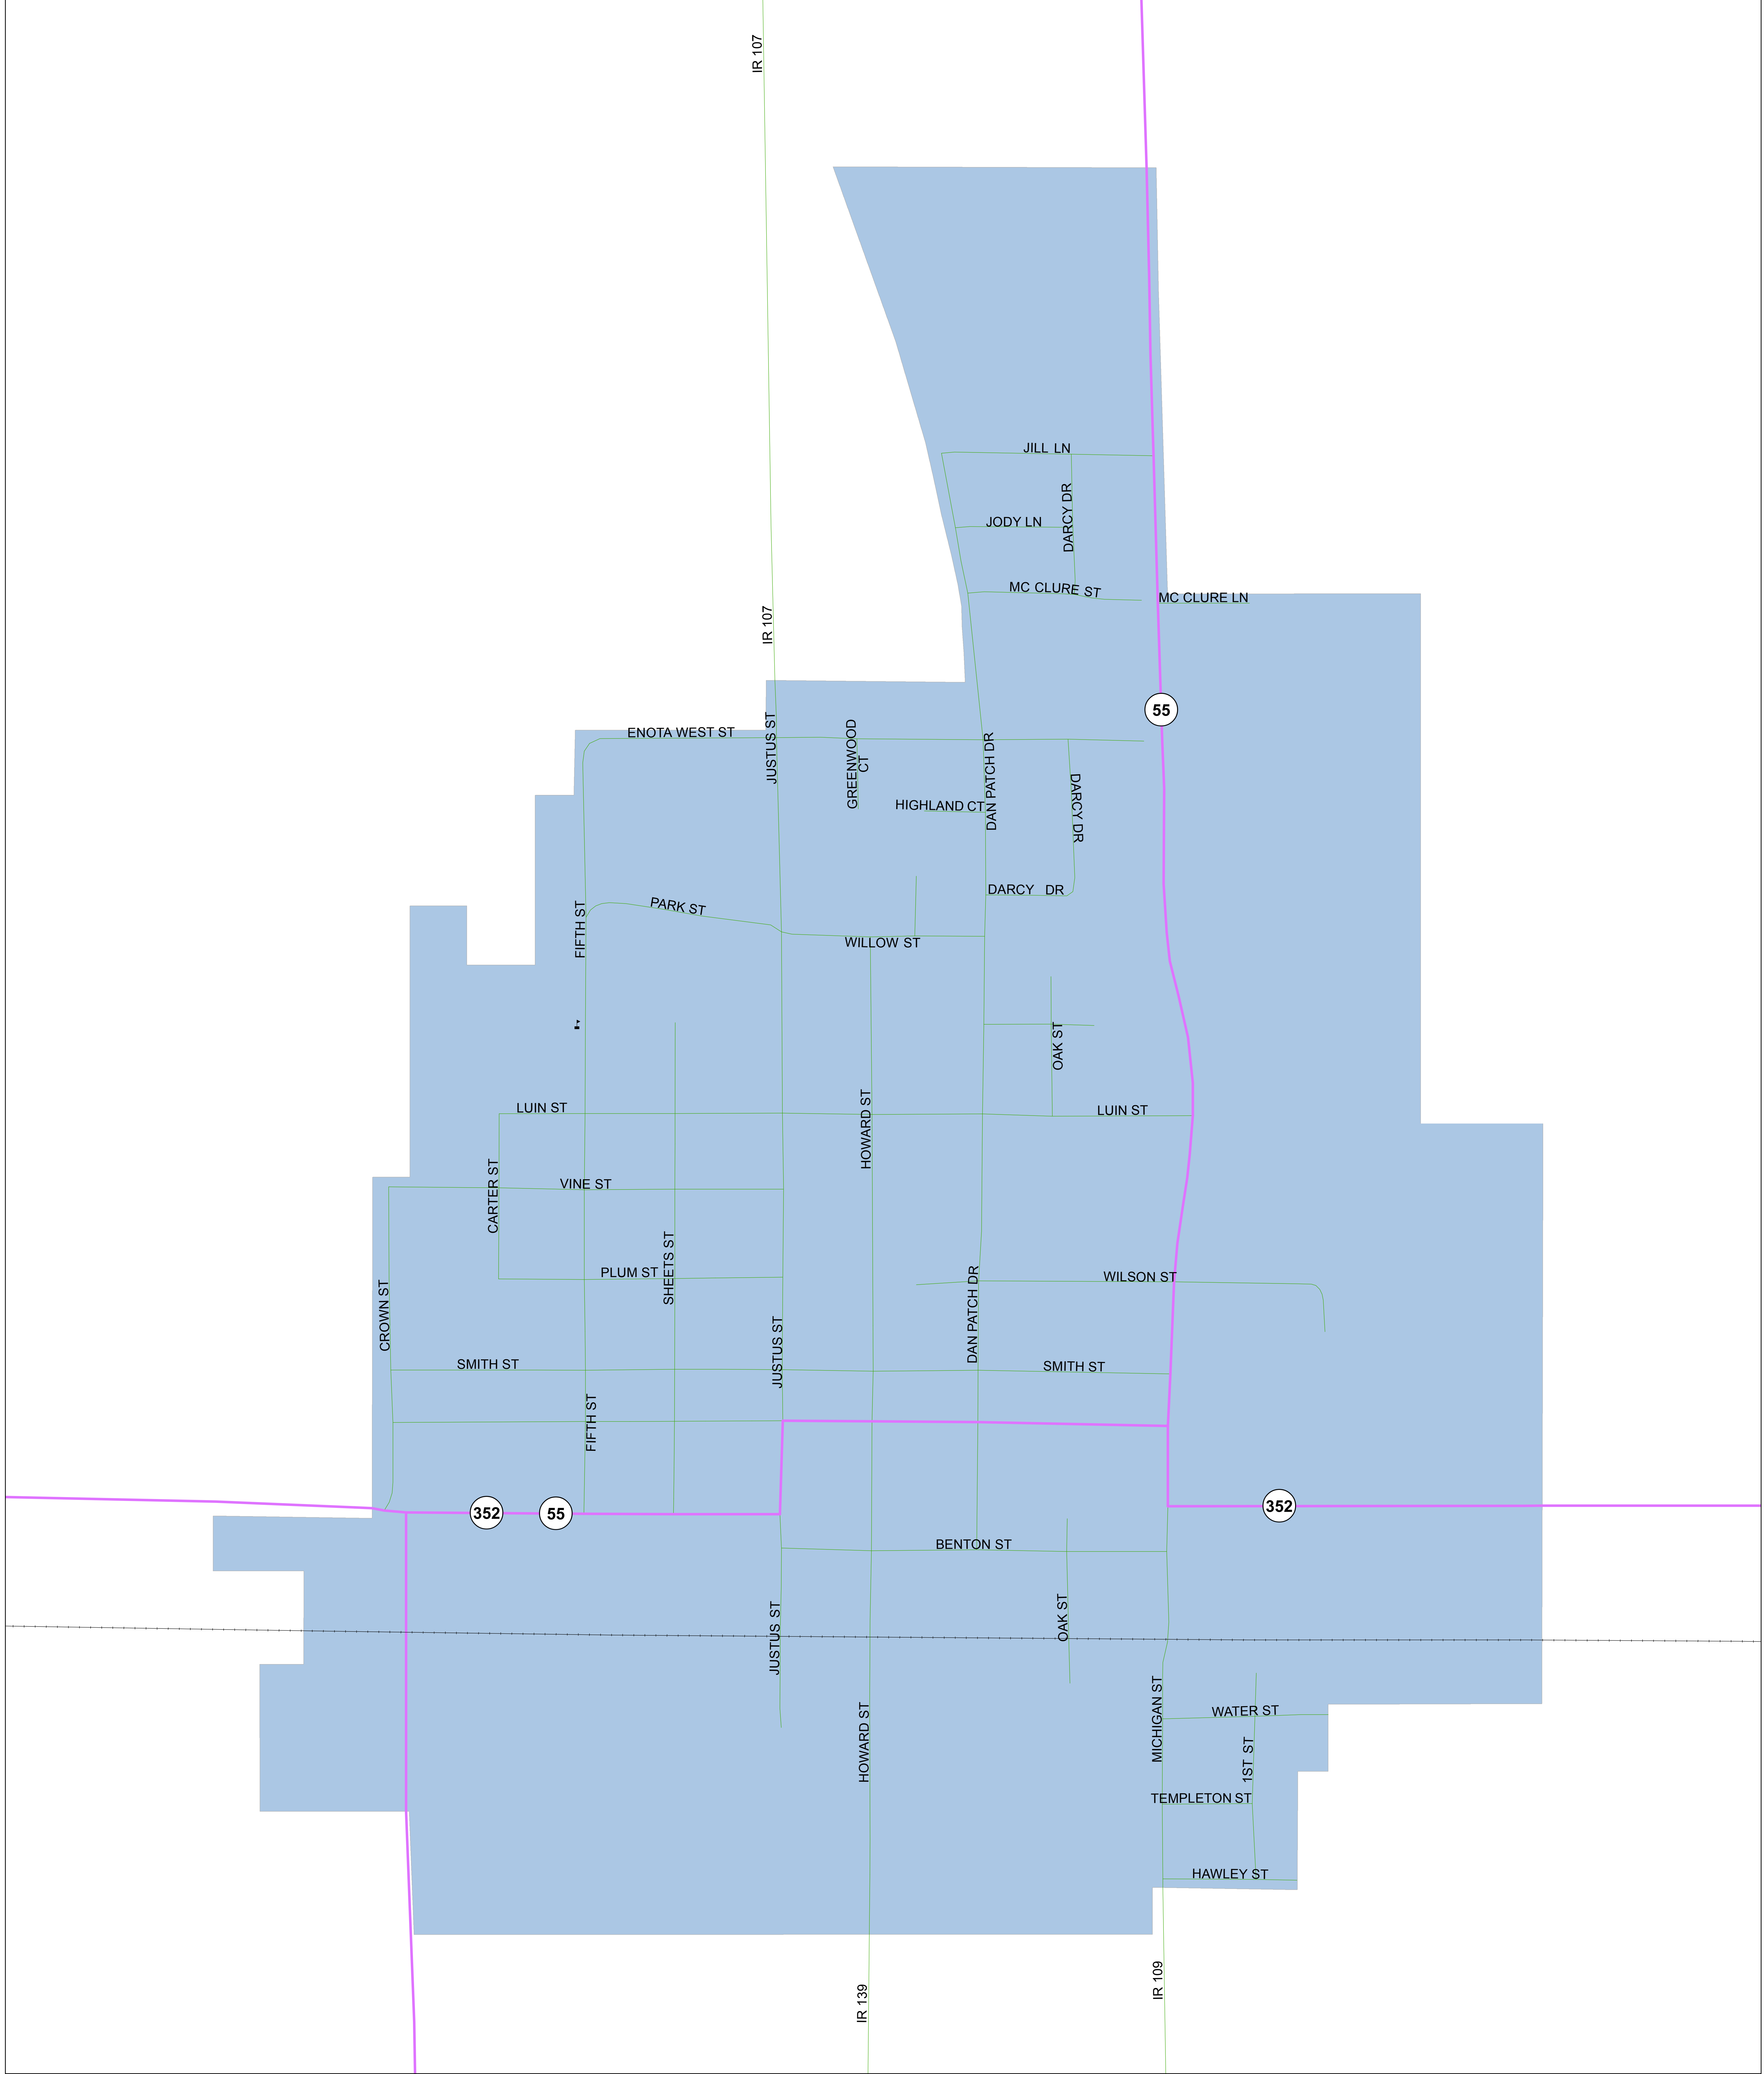 IR 107
JILL LN
DARCY DR
JODY LN
MC CLURE ST
MC CLURE LN
IR 107
55
ENOTA WEST ST
JUSTUS ST
GREENWOOD
CT
DAN PATCH DR
HIGHLAND CT
DARCY DR
DARCY DR
PARK ST
FIFTH ST
WILLOW ST
OAK ST
LUIN ST
HOWARD ST
LUIN ST
CARTER ST
VINE ST
SHEETS ST
PLUM ST
WILSON ST
CROWN ST
JUSTUS ST
DAN PATCH DR
SMITH ST
SMITH ST
FIFTH ST
352
55
352
BENTON ST
JUSTUS ST
OAK ST
MICHIGAN ST
HOWARD ST
WATER ST
1ST ST
TEMPLETON ST
HAWLEY ST
IR 139
IR 109